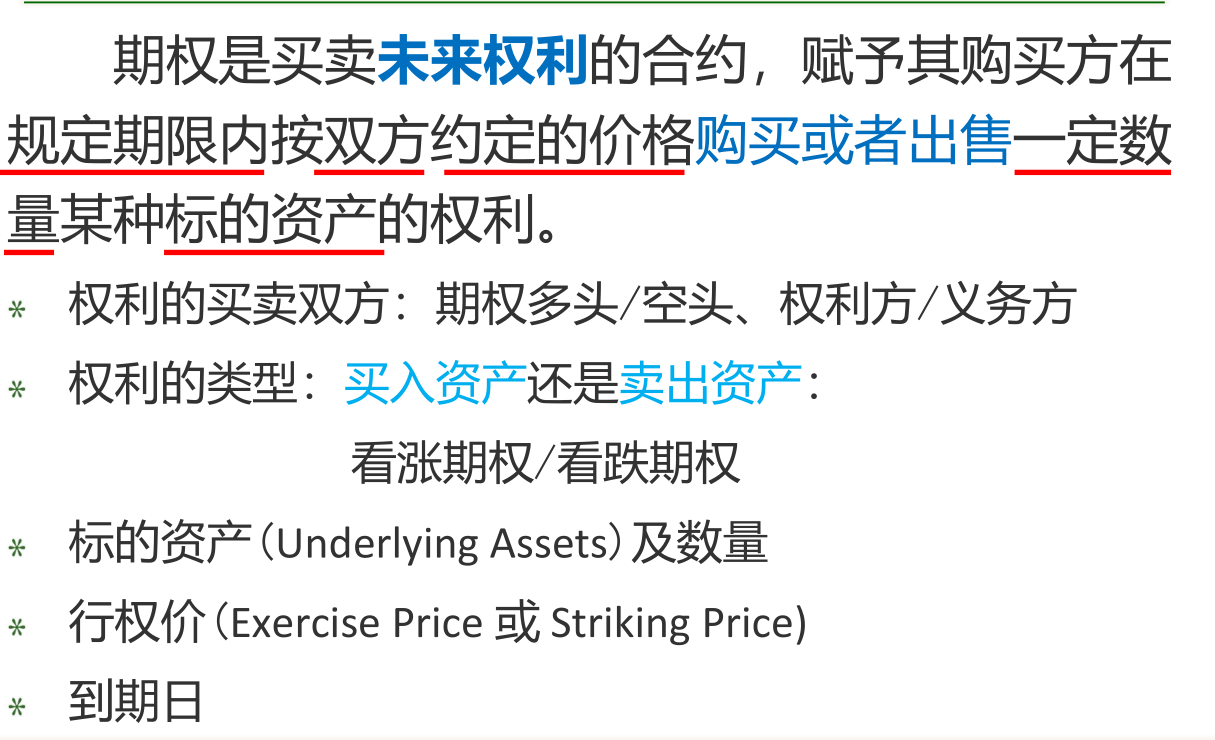 期权是买卖未来权利的合约，赋予其购买方在
规定期限内按双方约定的价格购买或者出售一定数
量某种标的资产的权利。
* 权利的买卖双方：期权多头/空头、权利方/义务方
* 权利的类型：买入资产还是卖出资产：
看涨期权/看跌期权
* 标的资产(Underlying Assets)及数量
* 行权价(Exercise Price 或 Striking Price)
* 到期日